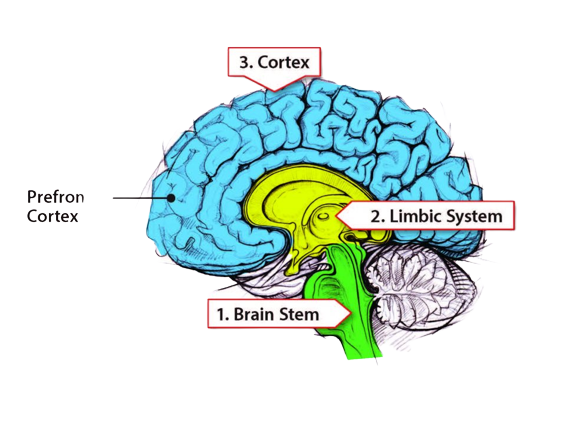 3. Cortex
Prefron
Cortex
2. Limbic System
1. Brain Stem